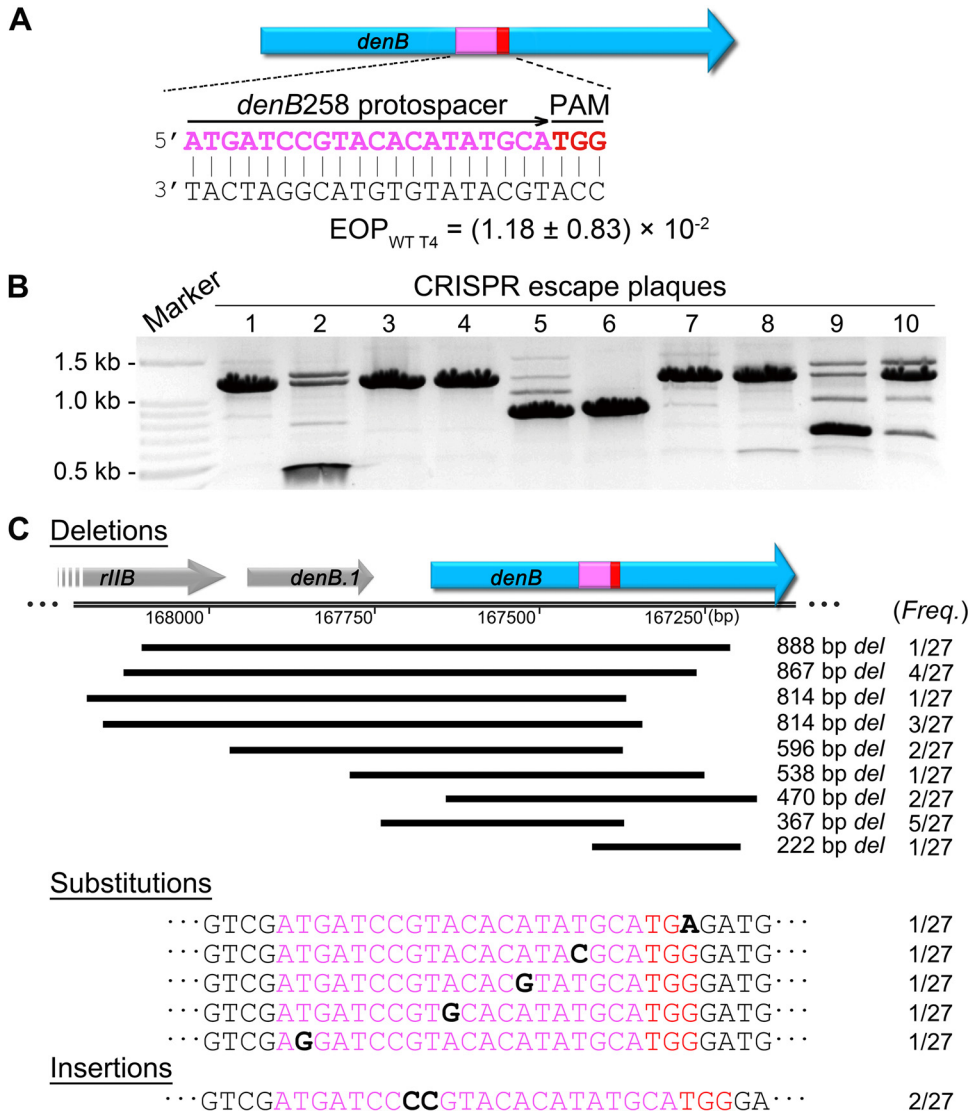 A
denB
denB258 protospacer PAM
5′ ATGATCCGTACACATATGCATGG
3′ TACTAGGCATGTGTATACGTACC
EOP WT T4 = (1.18 ± 0.83) × 10-2
B
Marker
CRISPR escape plaques
1 2 3 4 5 6 7 8 9 10
1.5 kb -
1.0 kb -
0.5 kb -
C Deletions
rIIB denB.1 denB
... ... (Freq.)
168000 167750 167500 167250 (bp)
888 bp del 1/27
867 bp del 4/27
814 bp del 1/27
814 bp del 3/27
596 bp del 2/27
538 bp del 1/27
470 bp del 2/27
367 bp del 5/27
222 bp del 1/27
Substitutions
···GTCGATGATCCGTACACATATGCATGAGATG··· 1/27
···GTCGATGATCCGTACACATACGCATGGGATG··· 1/27
···GTCGATGATCCGTACACGTATGCATGGGATG··· 1/27
···GTCGATGATCCGTGCACATATGCATGGGATG··· 1/27
···GTCGAGGATCCGTACACATATGCATGGGATG··· 1/27
Insertions
···GTCGATGATCCCCGTACACATATGCATGGGA··· 2/27